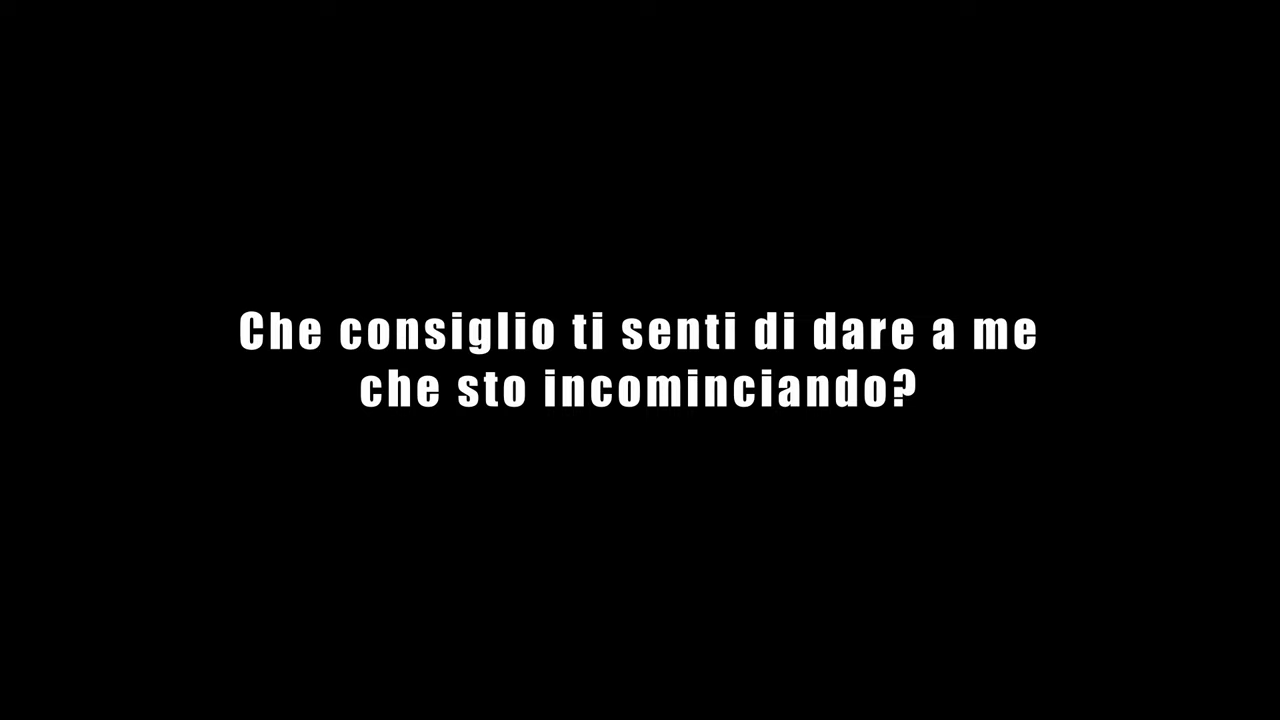 Che consiglio ti senti di dare a me
che sto incominciando?